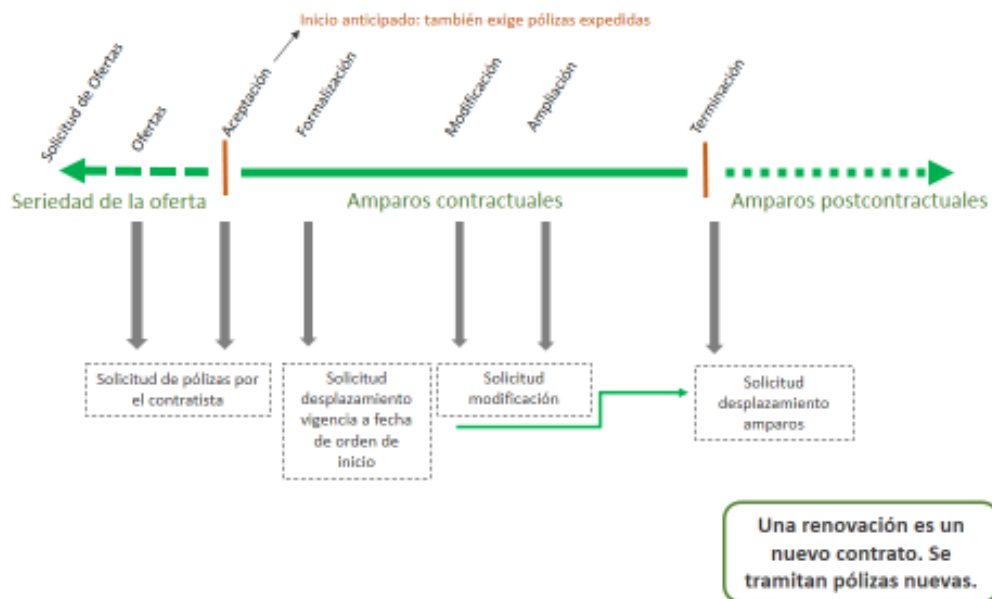 Inicio anticipado: también exige pólizas expedidas
Solicitud de Ofertas
Ofertas
Aceptación
Formalización
Modificación
Ampliación
Terminación
Seriedad de la oferta
Amparos contractuales
Amparos postcontractuales
Solicitud de pólizas por
el contratista
Solicitud
desplazamiento
vigencia a fecha
de orden de
inicio
Solicitud
modificación
Solicitud
desplazamiento
amparos
Una renovación es un
nuevo contrato. Se
tramitan pólizas nuevas.